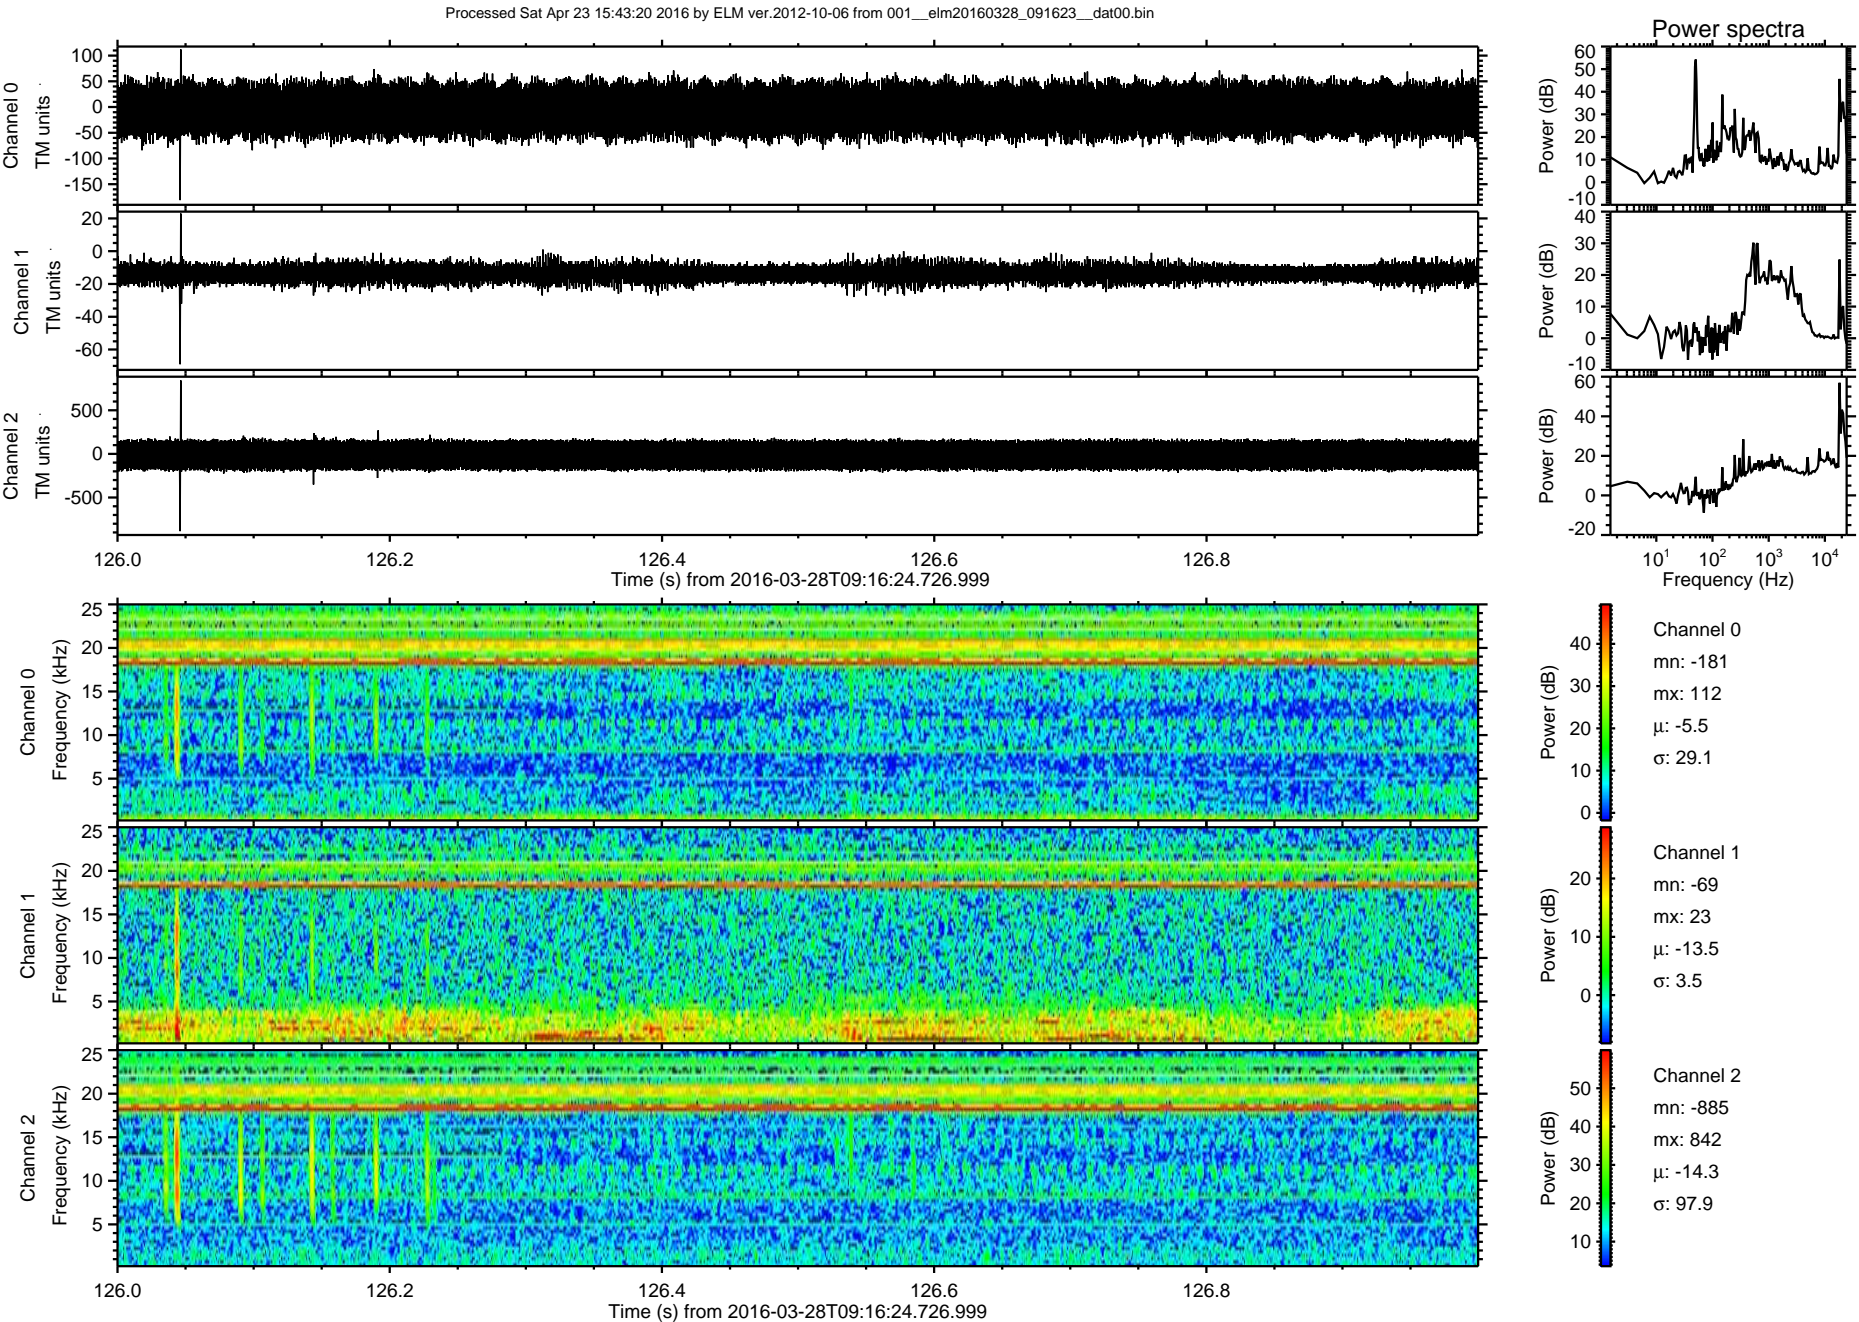 Processed Sat Apr 23 15:43:20 2016 by ELM ver.2012-10-06 from 001__elm20160328_091623__dat00.bin
Power spectra
Channel 0
TM units
100
50
0
-50
-100
-150
Power (dB)
60
50
40
30
20
10
0
-10
Channel 1
TM units
20
0
-20
-40
-60
Power (dB)
40
30
20
10
0
-10
Channel 2
TM units
500
0
-500
Power (dB)
60
40
20
0
-20
126.0 126.2 126.4 126.6 126.8
Time (s) from 2016-03-28T09:16:24.726.999
10¹ 10² 10³ 10⁴
Frequency (Hz)
Channel 0
Frequency (kHz)
25
20
15
10
5
Power (dB)
40
30
20
10
0
Channel 0
mn: -181
mx: 112
μ: -5.5
σ: 29.1
Channel 1
Frequency (kHz)
25
20
15
10
5
Power (dB)
20
10
0
Channel 1
mn: -69
mx: 23
μ: -13.5
σ: 3.5
Channel 2
Frequency (kHz)
25
20
15
10
5
Power (dB)
50
40
30
20
10
Channel 2
mn: -885
mx: 842
μ: -14.3
σ: 97.9
126.0 126.2 126.4 126.6 126.8
Time (s) from 2016-03-28T09:16:24.726.999